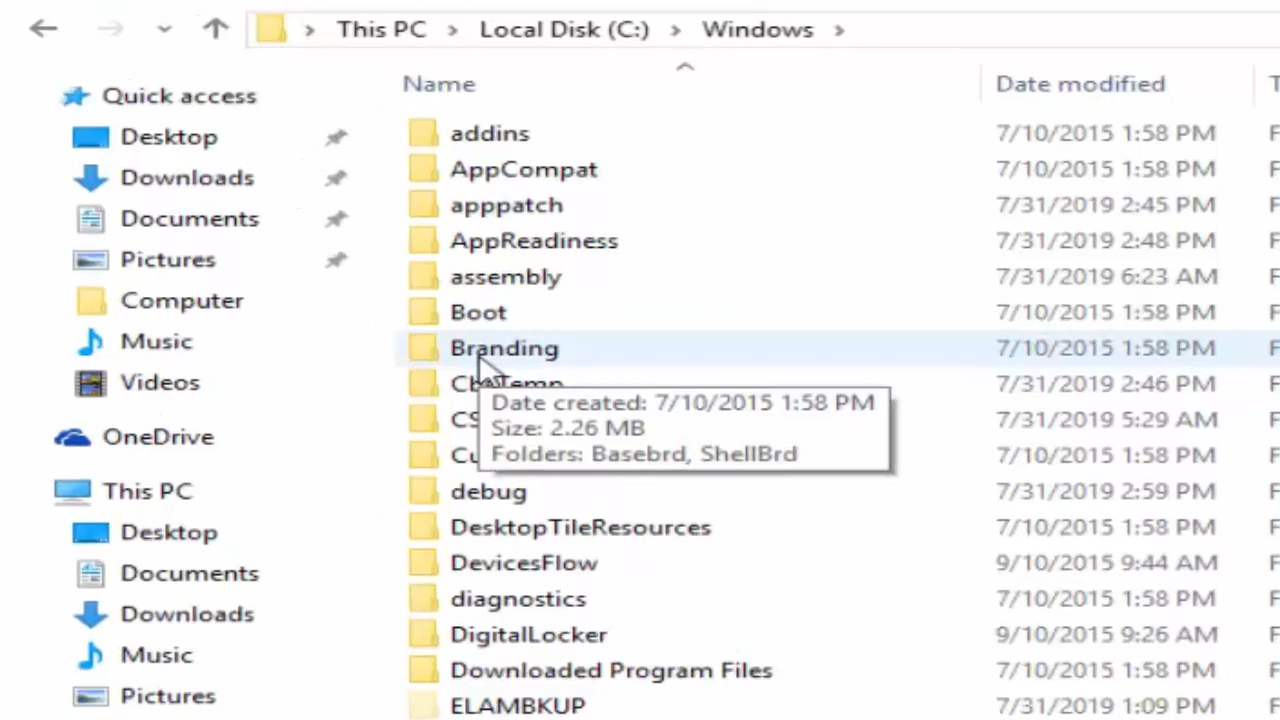 This PC > Local Disk (C:) > Windows >
Name Date modified T
Quick access
Desktop
Downloads
Documents
Pictures
Computer
Music
Videos
OneDrive
This PC
Desktop
Documents
Downloads
Music
Pictures
addins 7/10/2015 1:58 PM F
AppCompat 7/10/2015 1:58 PM F
apppatch 7/31/2019 2:45 PM F
AppReadiness 7/31/2019 2:48 PM F
assembly 7/31/2019 6:23 AM F
Boot 7/10/2015 1:58 PM F
Branding 7/10/2015 1:58 PM F
7/31/2019 2:46 PM F
Date created: 7/10/2015 1:58 PM
Size: 2.26 MB
Folders: Basebrd, ShellBrd
CS 7/31/2019 5:29 AM F
Cu 7/10/2015 1:58 PM F
debug 7/31/2019 2:59 PM F
DesktopTileResources 7/10/2015 1:58 PM F
DevicesFlow 9/10/2015 9:44 AM F
diagnostics 7/10/2015 1:58 PM F
DigitalLocker 9/10/2015 9:26 AM F
Downloaded Program Files 7/10/2015 1:58 PM F
ELAMBKUP 7/31/2019 1:09 PM F